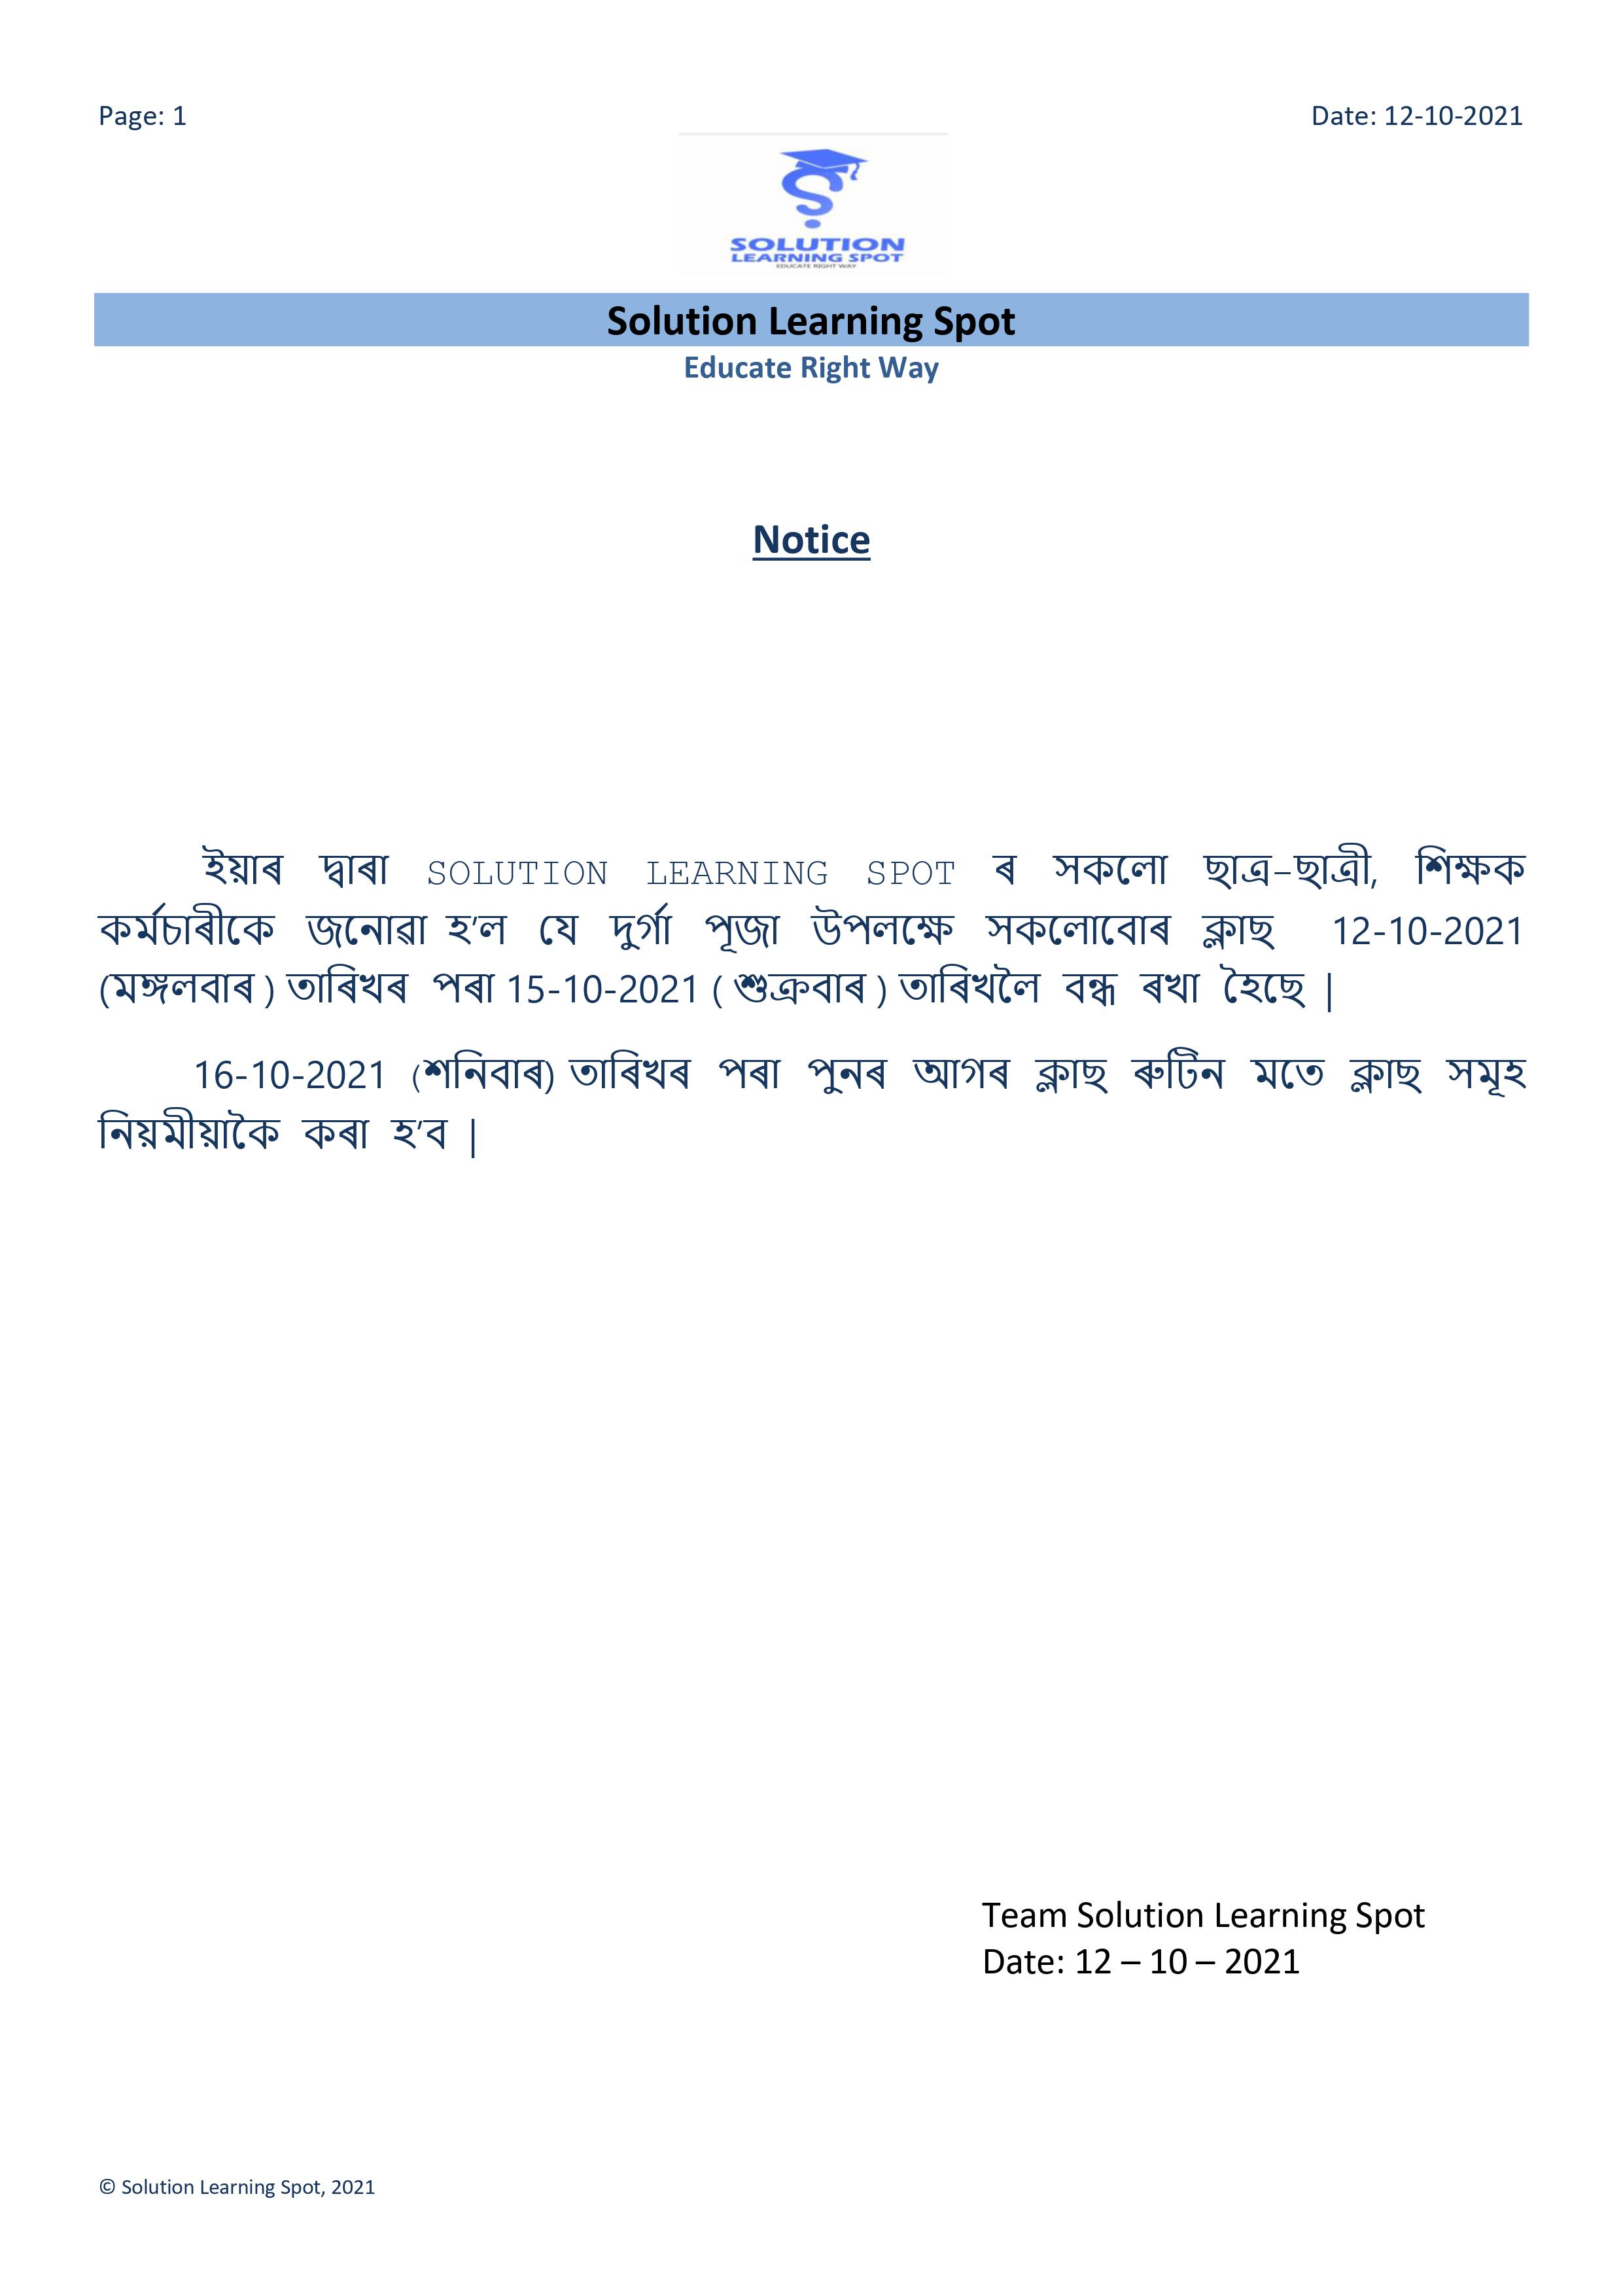 Page: 1
Date: 12-10-2021
SOLUTION
LEARNING SPOT
EDUCATE RIGHT WAY
Solution Learning Spot
Educate Right Way
Notice
ইয়াৰ দ্বাৰা SOLUTION LEARNING SPOT ৰ সকলো ছাত্ৰ-ছাত্ৰী, শিক্ষক
কৰ্মচাৰীকে জনোৱা হ’ল যে দুৰ্গা পূজা উপলক্ষে সকলোবোৰ ক্লাছ 12-10-2021
(মঙ্গলবাৰ ) তাৰিখৰ পৰা 15-10-2021 ( শুক্ৰবাৰ ) তাৰিখলৈ বন্ধ ৰখা হৈছে |
16-10-2021 (শনিবাৰ) তাৰিখৰ পৰা পুনৰ আগৰ ক্লাছ ৰুটিন মতে ক্লাছ সমূহ
নিয়মীয়াকৈ কৰা হ’ব |
Team Solution Learning Spot
Date: 12 – 10 – 2021
© Solution Learning Spot, 2021